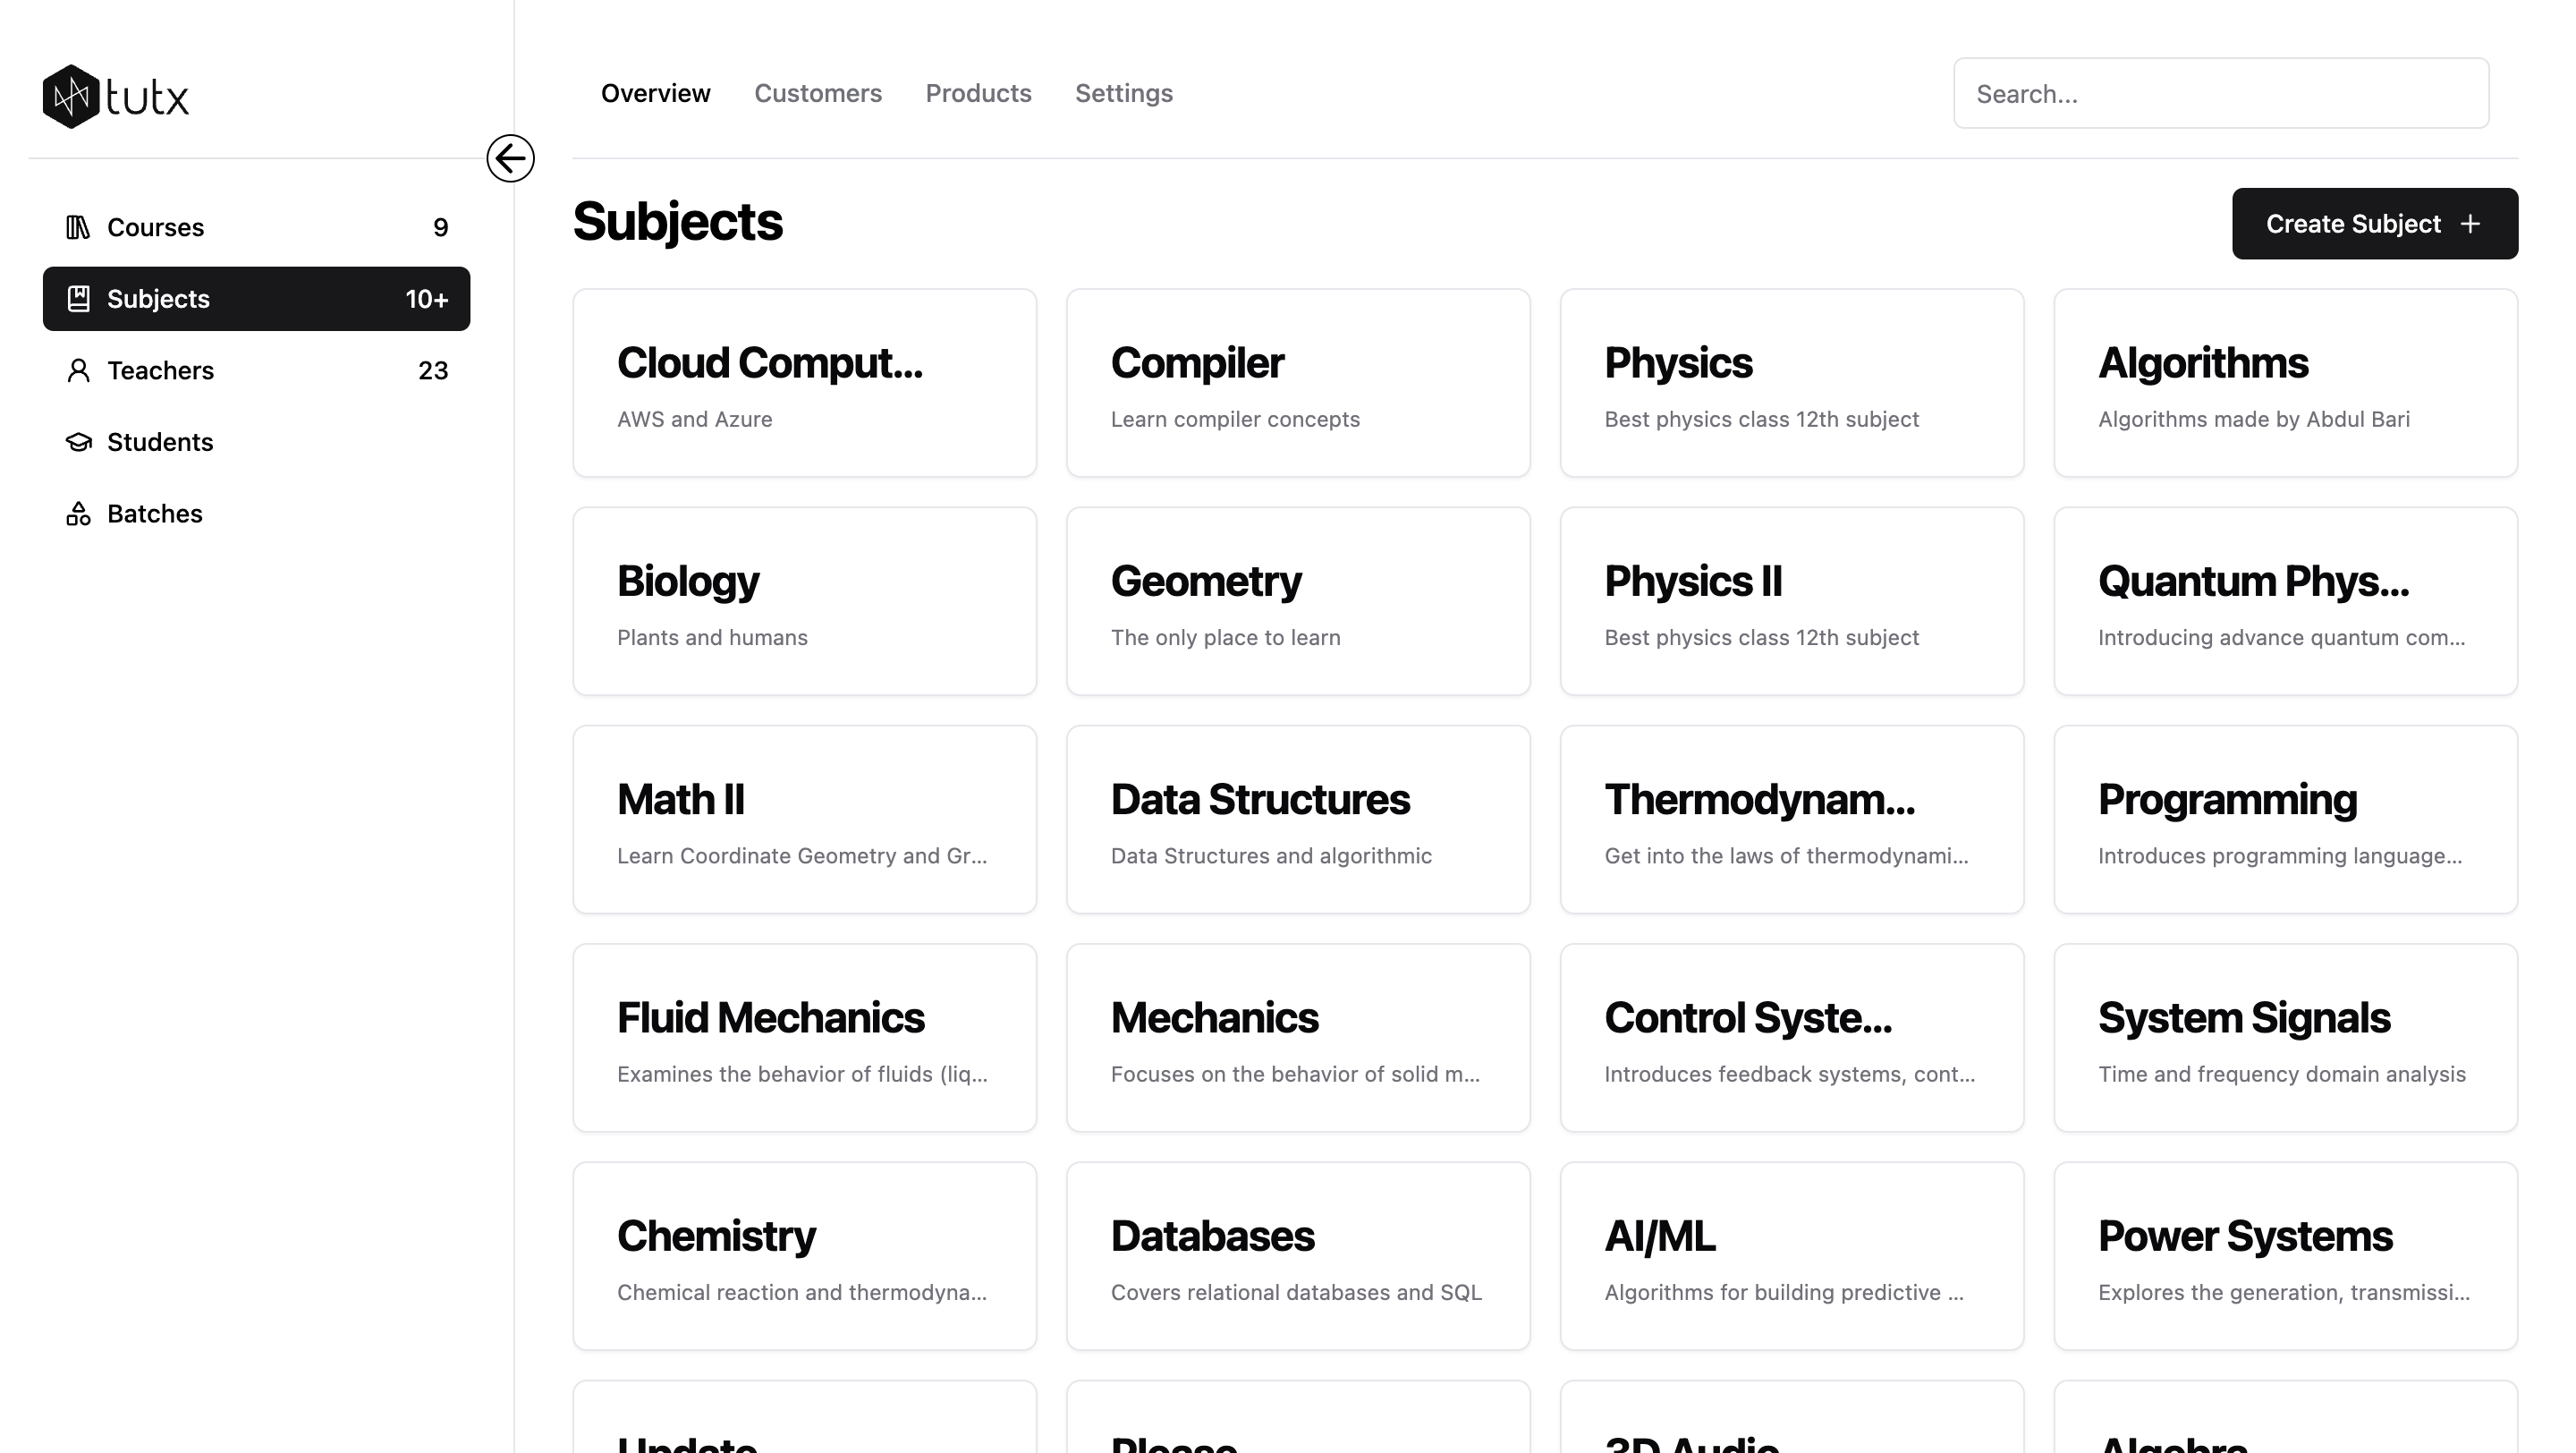 tutx
Overview Customers Products Settings
Search...
Courses 9
Subjects 10+
Teachers 23
Students
Batches
Subjects
Create Subject +
Cloud Comput...
AWS and Azure
Compiler
Learn compiler concepts
Physics
Best physics class 12th subject
Algorithms
Algorithms made by Abdul Bari
Biology
Plants and humans
Geometry
The only place to learn
Physics II
Best physics class 12th subject
Quantum Phys...
Introducing advance quantum com...
Math II
Learn Coordinate Geometry and Gr...
Data Structures
Data Structures and algorithmic
Thermodynam...
Get into the laws of thermodynami...
Programming
Introduces programming language...
Fluid Mechanics
Examines the behavior of fluids (liq...
Mechanics
Focuses on the behavior of solid m...
Control Syste...
Introduces feedback systems, cont...
System Signals
Time and frequency domain analysis
Chemistry
Chemical reaction and thermodyna...
Databases
Covers relational databases and SQL
AI/ML
Algorithms for building predictive ...
Power Systems
Explores the generation, transmissi...
Update
Please
3D Audio
Algebra